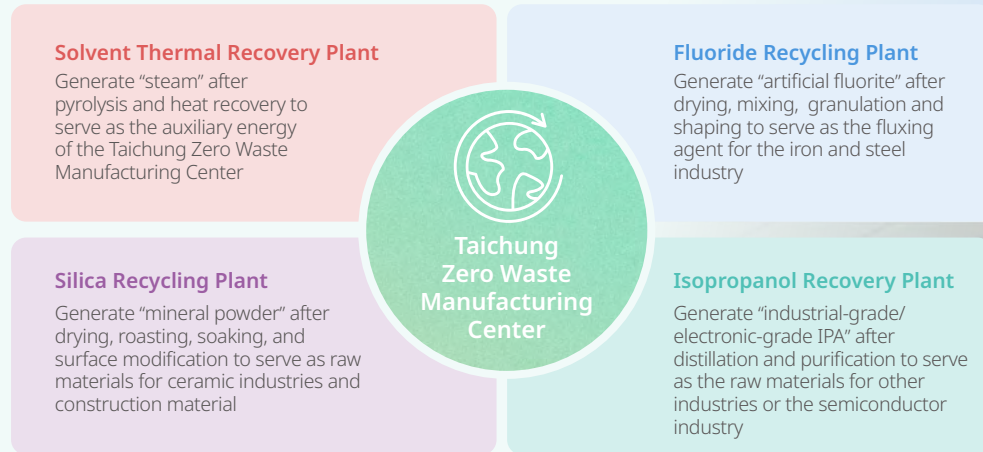 Solvent Thermal Recovery Plant
Generate “steam” after
pyrolysis and heat recovery to
serve as the auxiliary energy
of the Taichung Zero Waste
Manufacturing Center
Fluoride Recycling Plant
Generate “artificial fluorite” after
drying, mixing, granulation and
shaping to serve as the fluxing
agent for the iron and steel
industry
Taichung
Zero Waste
Manufacturing
Center
Silica Recycling Plant
Generate “mineral powder” after
drying, roasting, soaking, and
surface modification to serve as raw
materials for ceramic industries and
construction material
Isopropanol Recovery Plant
Generate “industrial-grade/
electronic-grade IPA” after
distillation and purification to serve
as the raw materials for other
industries or the semiconductor
industry